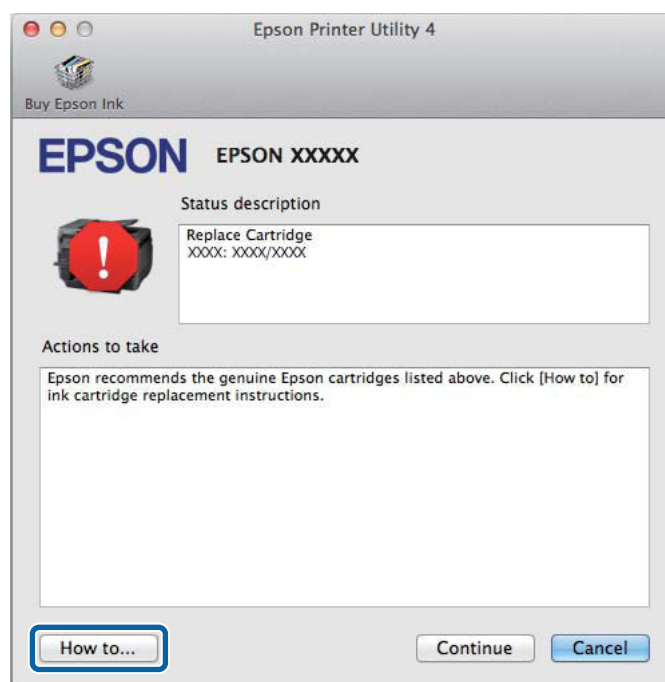 Epson Printer Utility 4
Buy Epson Ink
EPSON EPSON XXXXX
Status description
Replace Cartridge
XXXX: XXXX/XXXX
Actions to take
Epson recommends the genuine Epson cartridges listed above. Click [How to] for
ink cartridge replacement instructions.
How to... Continue Cancel